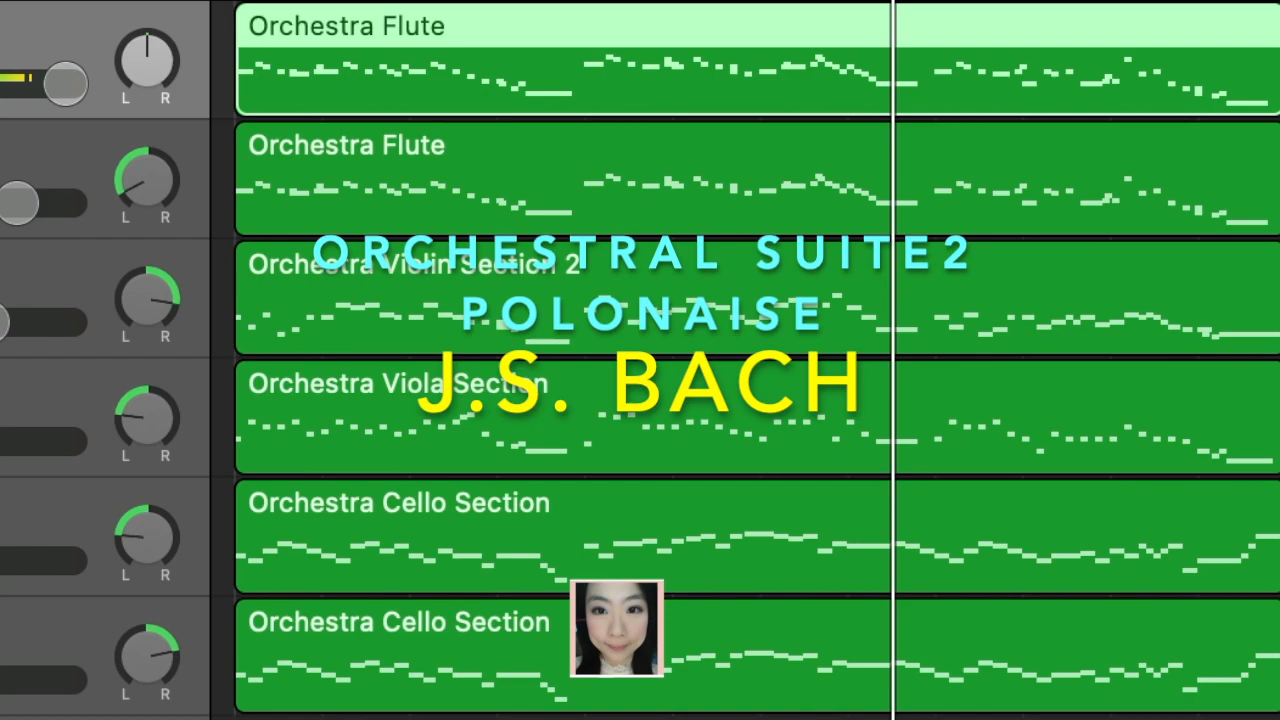 Orchestra Flute
L R
Orchestra Flute
L R
ORCHESTRAL SUITE2
Orchestra Violin Section 2
POLONAISE
L R
J.S. BACH
Orchestra Viola Section
L R
Orchestra Cello Section
L R
Orchestra Cello Section
L R